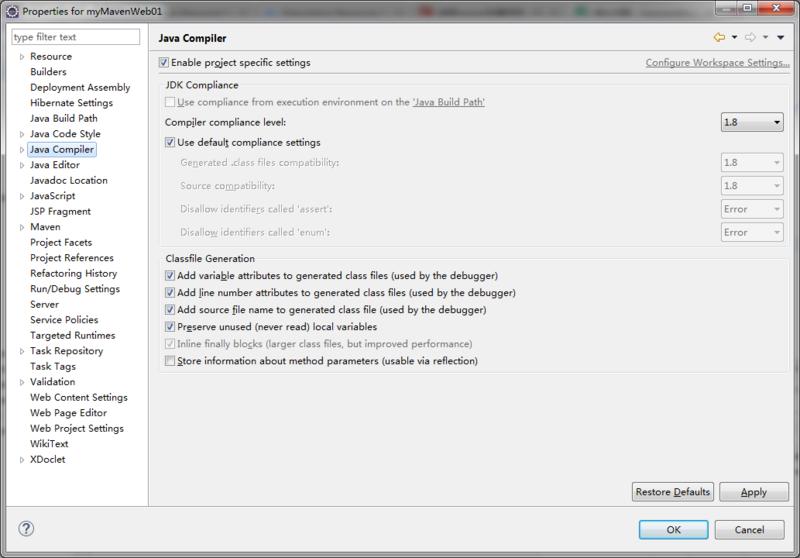 Properties for myMavenWeb01
type filter text
Resource
Builders
Deployment Assembly
Hibernate Settings
Java Build Path
Java Code Style
Java Compiler
Java Editor
Javadoc Location
JavaScript
JSP Fragment
Maven
Project Facets
Project References
Refactoring History
Run/Debug Settings
Server
Service Policies
Targeted Runtimes
Task Repository
Task Tags
Validation
Web Content Settings
Web Page Editor
Web Project Settings
WikiText
XDoclet
Java Compiler
Enable project specific settings
Configure Workspace Settings...
JDK Compliance
Use compliance from execution environment on the 'Java Build Path'
Compiler compliance level: 1.8
Use default compliance settings
Generated .class files compatibility: 1.8
Source compatibility: 1.8
Disallow identifiers called 'assert': Error
Disallow identifiers called 'enum': Error
Classfile Generation
Add variable attributes to generated class files (used by the debugger)
Add line number attributes to generated class files (used by the debugger)
Add source file name to generated class file (used by the debugger)
Preserve unused (never read) local variables
Inline finally blocks (larger class files, but improved performance)
Store information about method parameters (usable via reflection)
Restore Defaults
Apply
?
OK
Cancel